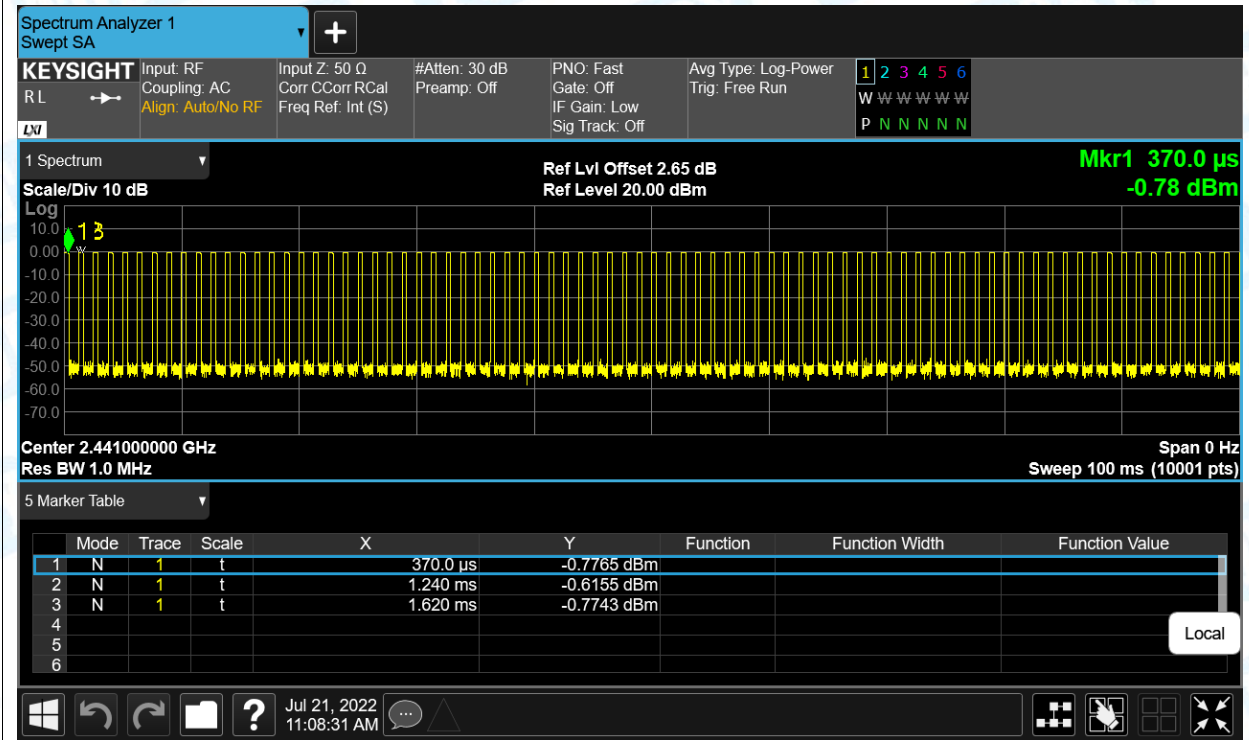 Spectrum Analyzer 1
Swept SA
+
KEYSIGHT
R L
LXI
Input: RF
Coupling: AC
Align: Auto/No RF
Input Z: 50 Ω
Corr CCorr RCal
Freq Ref: Int (S)
#Atten: 30 dB
Preamp: Off
PNO: Fast
Gate: Off
IF Gain: Low
Sig Track: Off
Avg Type: Log-Power
Trig: Free Run
1 2 3 4 5 6
W W W W W W
P N N N N N
1 Spectrum
Scale/Div 10 dB
Ref Lvl Offset 2.65 dB
Ref Level 20.00 dBm
Mkr1 370.0 µs
-0.78 dBm
Log
10.0
0.00
-10.0
-20.0
-30.0
-40.0
-50.0
-60.0
-70.0
1
Center 2.441000000 GHz
Span 0 Hz
Res BW 1.0 MHz
Sweep 100 ms (10001 pts)
5 Marker Table
Mode Trace Scale X Y Function Function Width Function Value
1 N 1 t 370.0 µs -0.7765 dBm
2 N 1 t 1.240 ms -0.6155 dBm
3 N 1 t 1.620 ms -0.7743 dBm
4
5
6
Local
?
Jul 21, 2022
11:08:31 AM